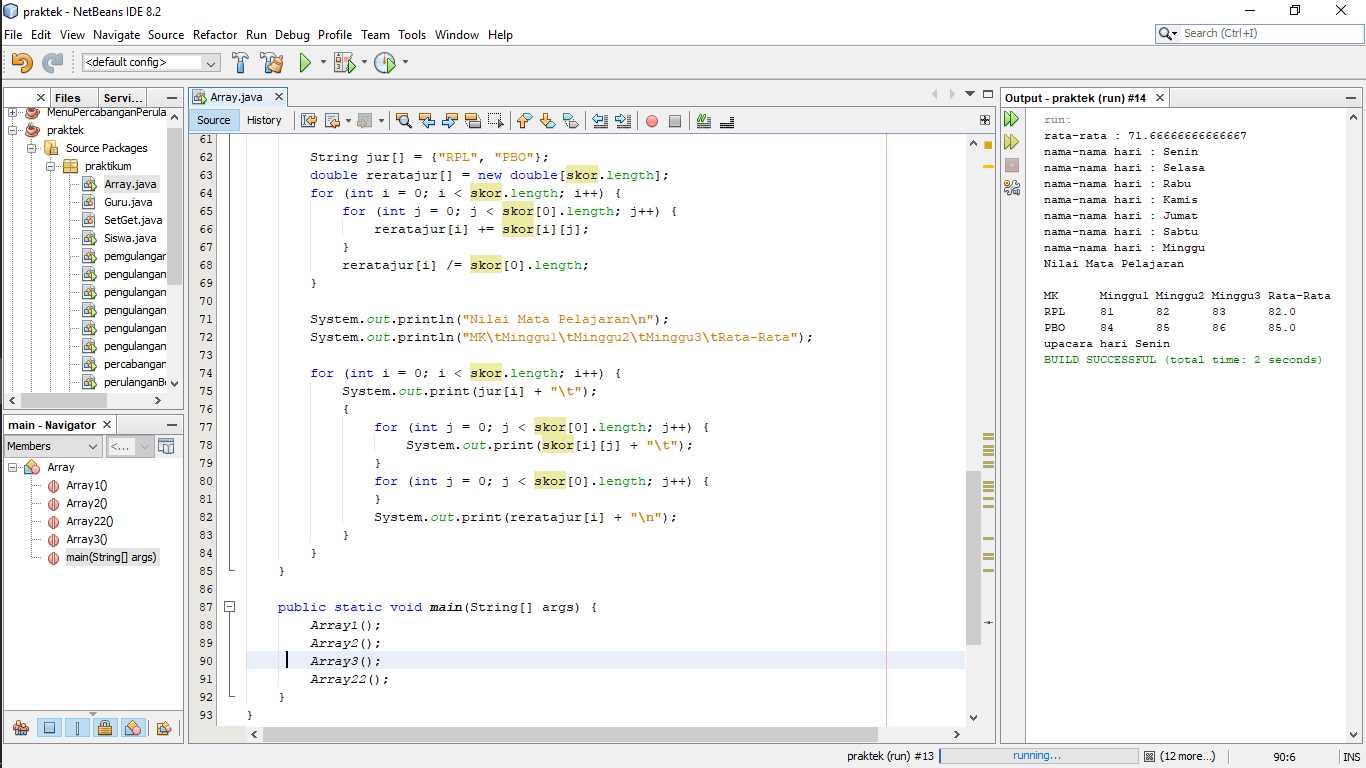 praktek - NetBeans IDE 8.2
File Edit View Navigate Source Refactor Run Debug Profile Team Tools Window Help
Search (Ctrl+I)
<default config>
Files
Servi...
MenuPercabanganPerula
praktek
Source Packages
praktikum
Array.java
Guru.java
SetGet.java
Siswa.java
pemgulangan
pengulangan
pengulangan
pengulangan
pengulangan
pengulangan
percabangan
perulanganBe
main - Navigator
Members
<...
Array
Array1()
Array2()
Array22()
Array3()
main(String[] args)
Array.java
Source History
61
62 String jur[] = {"RPL", "PBO"};
63 double reratajur[] = new double[skor.length];
64 for (int i = 0; i < skor.length; i++) {
65 for (int j = 0; j < skor[0].length; j++) {
66 reratajur[i] += skor[i][j];
67 }
68 reratajur[i] /= skor[0].length;
69 }
70
71 System.out.println("Nilai Mata Pelajaran\n");
72 System.out.println("MK\tMinggu1\tMinggu2\tMinggu3\tRata-Rata");
73
74 for (int i = 0; i < skor.length; i++) {
75 System.out.print(jur[i] + "\t");
76 {
77 for (int j = 0; j < skor[0].length; j++) {
78 System.out.print(skor[i][j] + "\t");
79 }
80 for (int j = 0; j < skor[0].length; j++) {
81 }
82 System.out.print(reratajur[i] + "\n");
83 }
84 }
85 }
86
87 public static void main(String[] args) {
88 Array1();
89 Array2();
90 Array3();
91 Array22();
92 }
93 }
Output - praktek (run) #14
run:
rata-rata : 71.66666666666667
nama-nama hari : Senin
nama-nama hari : Selasa
nama-nama hari : Rabu
nama-nama hari : Kamis
nama-nama hari : Jumat
nama-nama hari : Sabtu
nama-nama hari : Minggu
Nilai Mata Pelajaran
MK Minggu1 Minggu2 Minggu3 Rata-Rata
RPL 81 82 83 82.0
PBO 84 85 86 85.0
upacara hari Senin
BUILD SUCCESSFUL (total time: 2 seconds)
praktek (run) #13 running... (12 more...) 90:6 INS